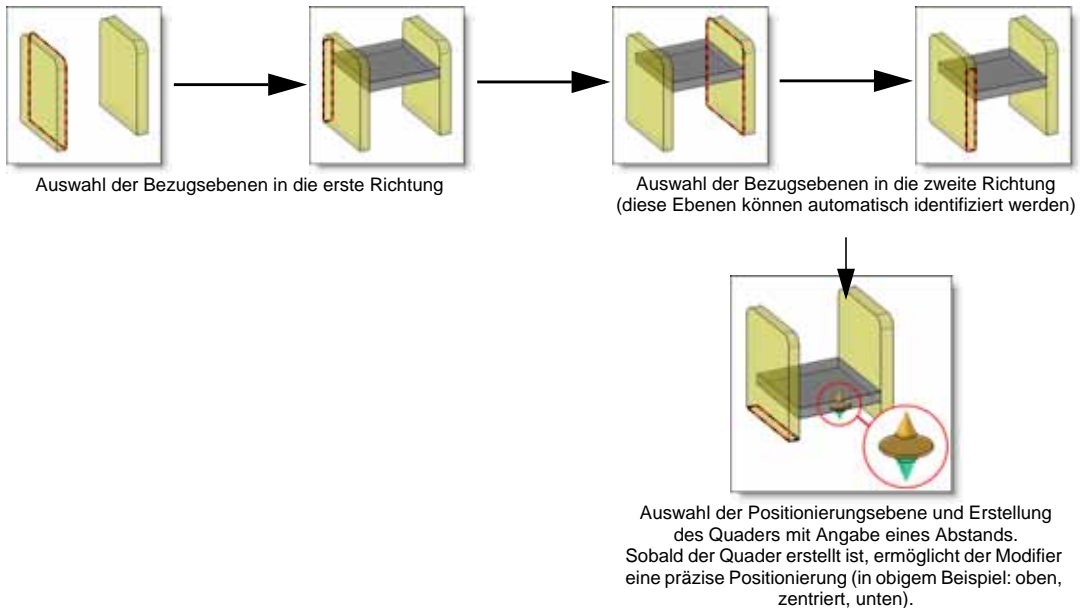 Auswahl der Bezugsebenen in die erste Richtung
Auswahl der Bezugsebenen in die zweite Richtung
(diese Ebenen können automatisch identifiziert werden)
Auswahl der Positionierungsebene und Erstellung
des Quaders mit Angabe eines Abstands.
Sobald der Quader erstellt ist, ermöglicht der Modifier
eine präzise Positionierung (in obigem Beispiel: oben,
zentriert, unten).